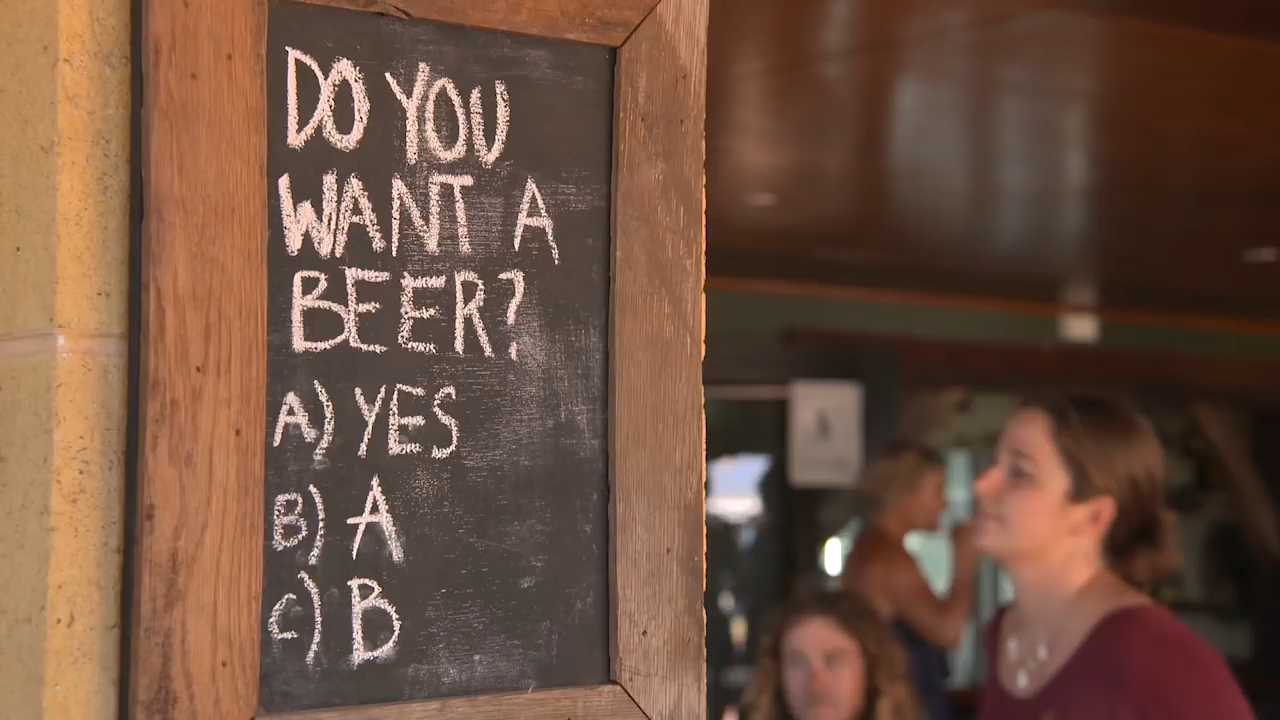 DO YOU
WANT A
BEER?
A) YES
B) A
C) B